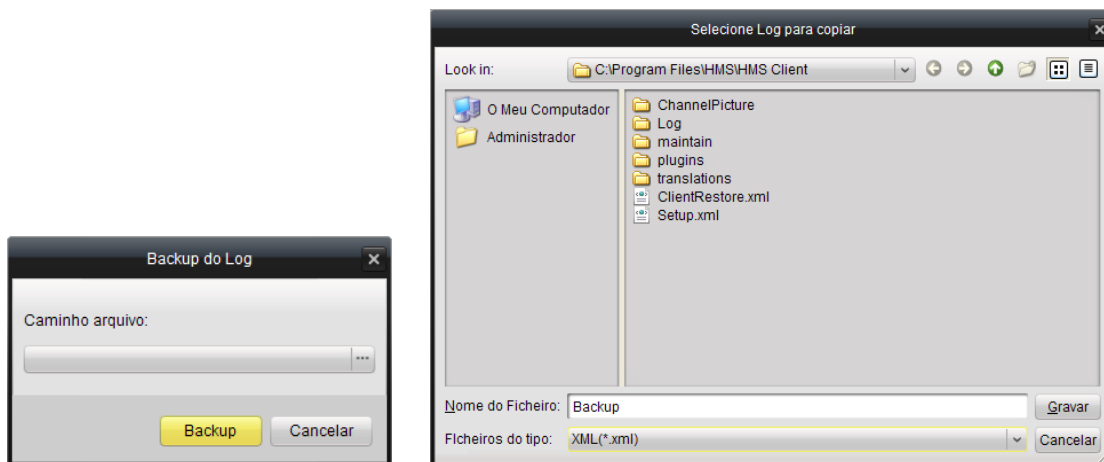 Backup do Log
Caminho arquivo:
...
Backup Cancelar
Selecione Log para copiar
Look in: C:\Program Files\HMS\HMS Client
O Meu Computador
Administrador
ChannelPicture
Log
maintain
plugins
translations
ClientRestore.xml
Setup.xml
Nome do Ficheiro: Backup Gravar
FIcheiros do tipo: XML(*.xml) Cancelar